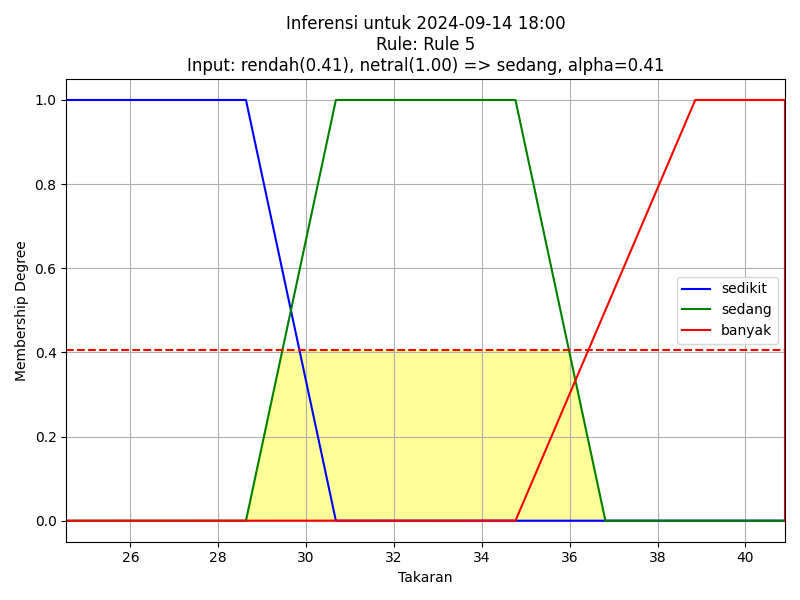 Inferensi untuk 2024-09-14 18:00
Rule: Rule 5
Input: rendah(0.41), netral(1.00) => sedang, alpha=0.41
Membership Degree
1.0
0.8
0.6
0.4
0.2
0.0
sedikit
sedang
banyak
26 28 30 32 34 36 38 40
Takaran